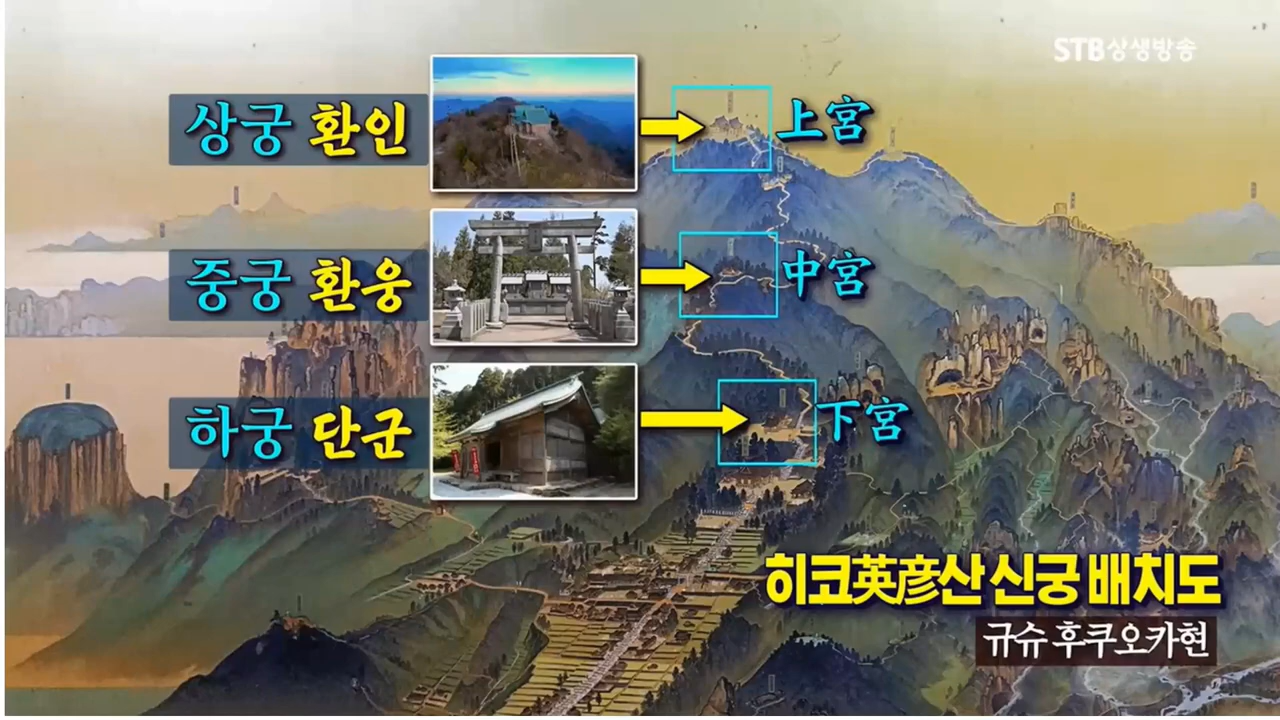 STB상생방송
상궁 환인
上宮
중궁 환웅
中宮
하궁 단군
下宮
히코英彦산 신궁 배치도
규슈 후쿠오카현